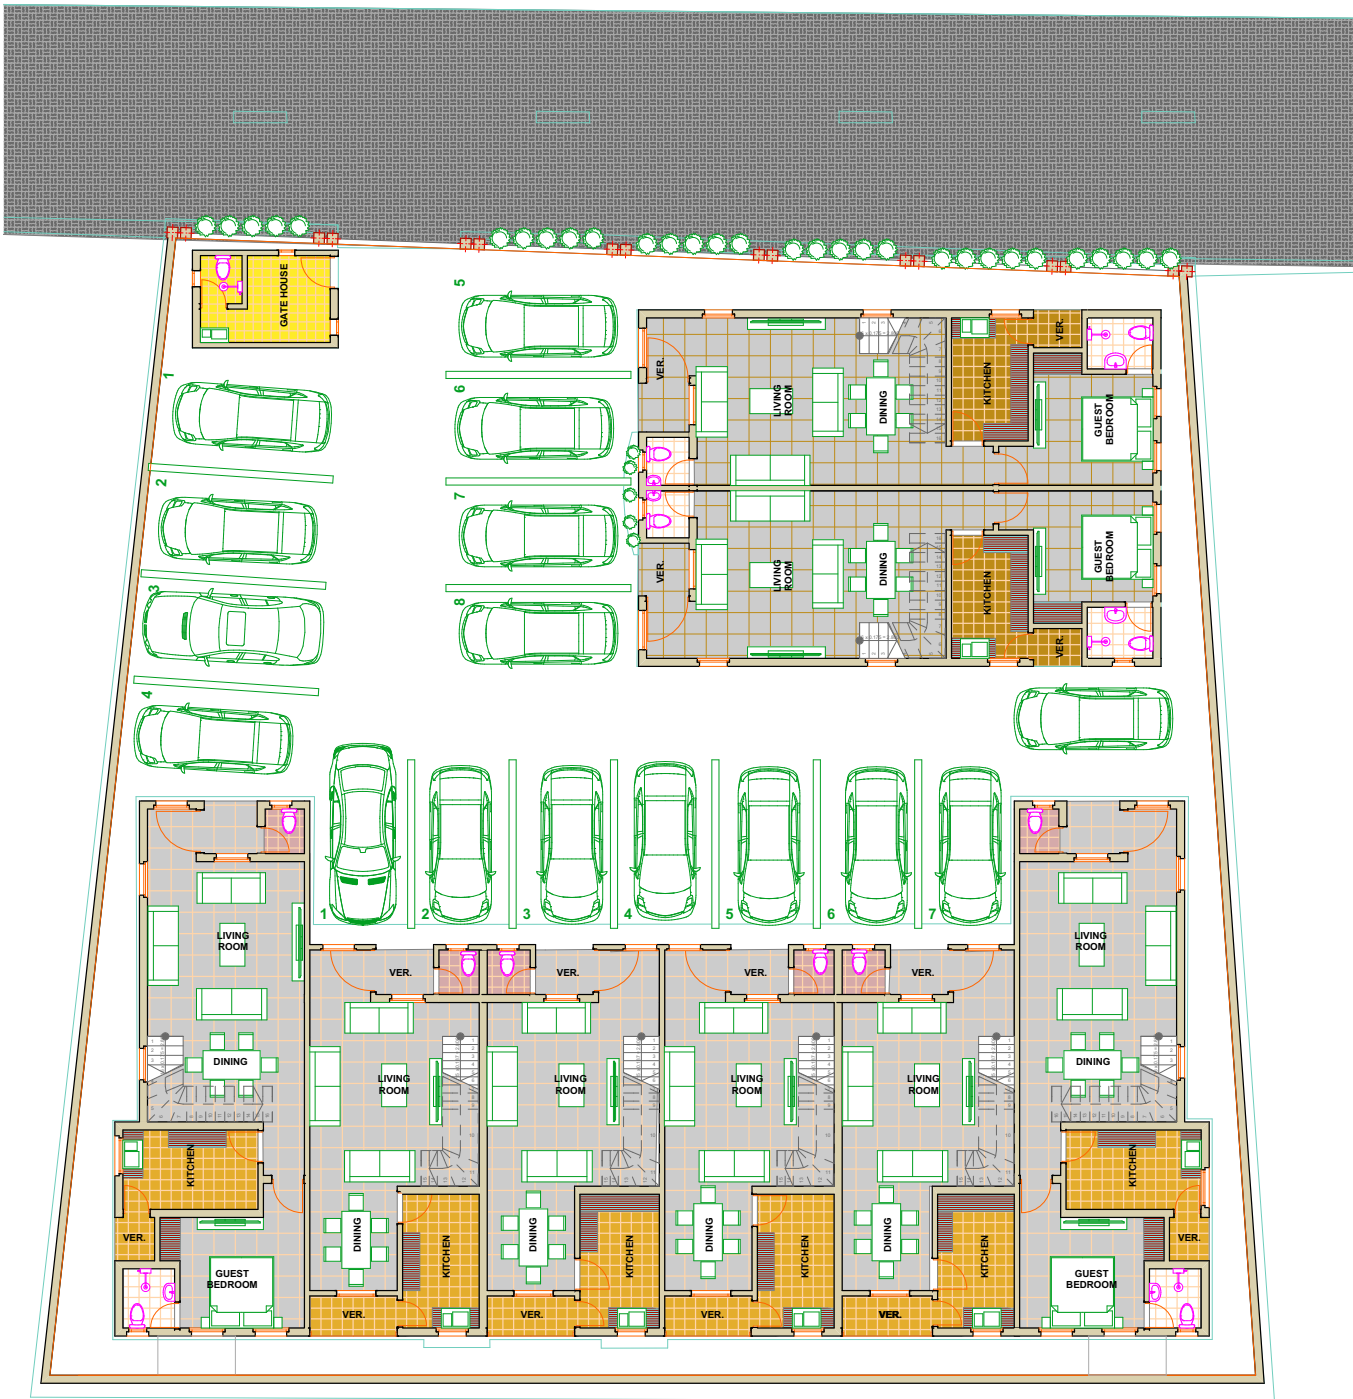 GATE HOUSE
1
2
3
4
5
6
7
8
VER.
LIVING
ROOM
DINING
KITCHEN
VER.
GUEST
BEDROOM
VER.
LIVING
ROOM
DINING
KITCHEN
VER.
GUEST
BEDROOM
1
2
3
4
5
6
7
LIVING
ROOM
DINING
KITCHEN
VER.
GUEST
BEDROOM
VER.
LIVING
ROOM
DINING
KITCHEN
VER.
VER.
LIVING
ROOM
DINING
KITCHEN
VER.
VER.
LIVING
ROOM
DINING
KITCHEN
VER.
VER.
LIVING
ROOM
DINING
KITCHEN
VER.
LIVING
ROOM
DINING
KITCHEN
VER.
GUEST
BEDROOM